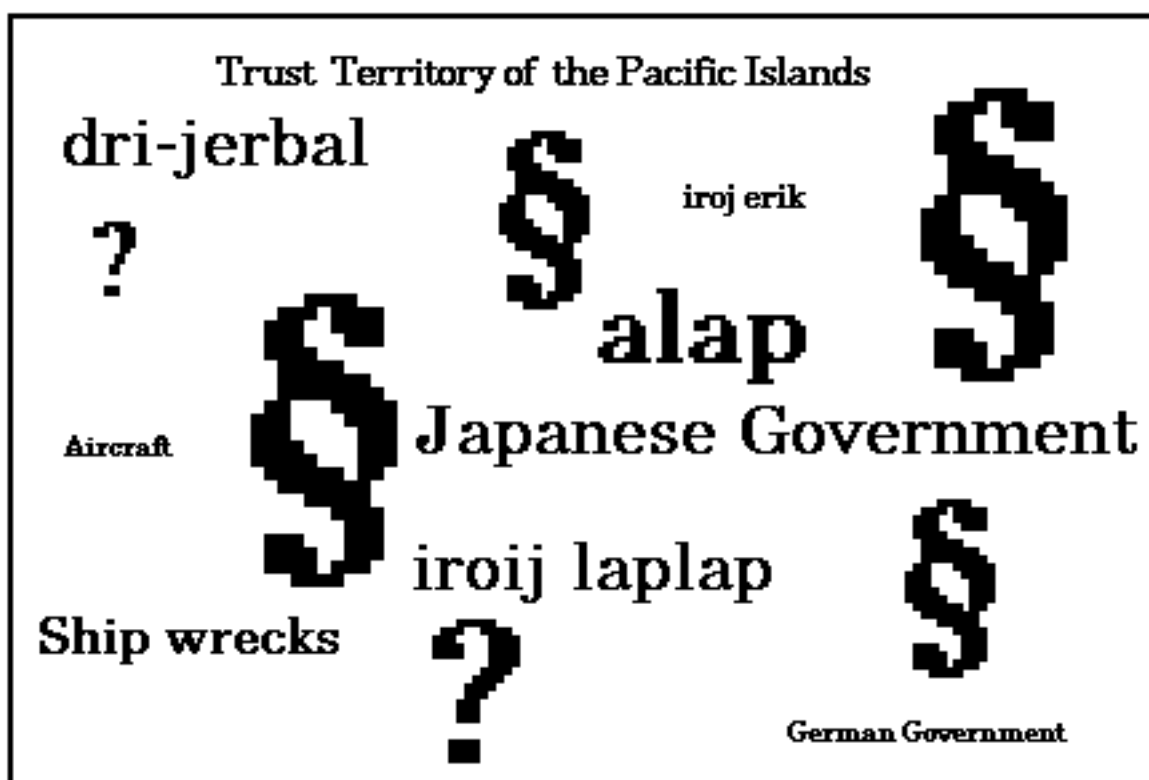 Trust Territory of the Pacific Islands
dri-jerbal
§
iroj erik
§
?
alap
§
Japanese Government
Aircraft
iroij laplap
§
Ship wrecks
?
German Government